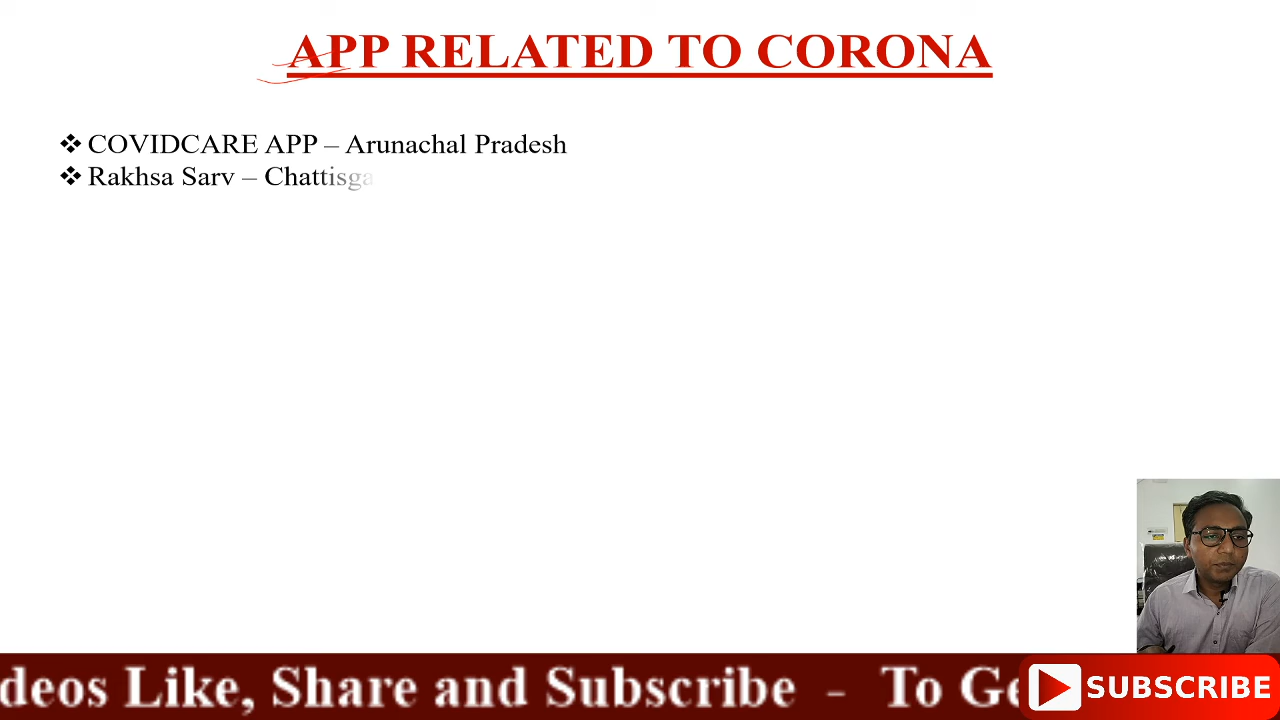 APP RELATED TO CORONA
❖ COVIDCARE APP – Arunachal Pradesh
❖ Rakhsa Sarv – Chattisga
deos Like, Share and Subscribe - To Ge
SUBSCRIBE